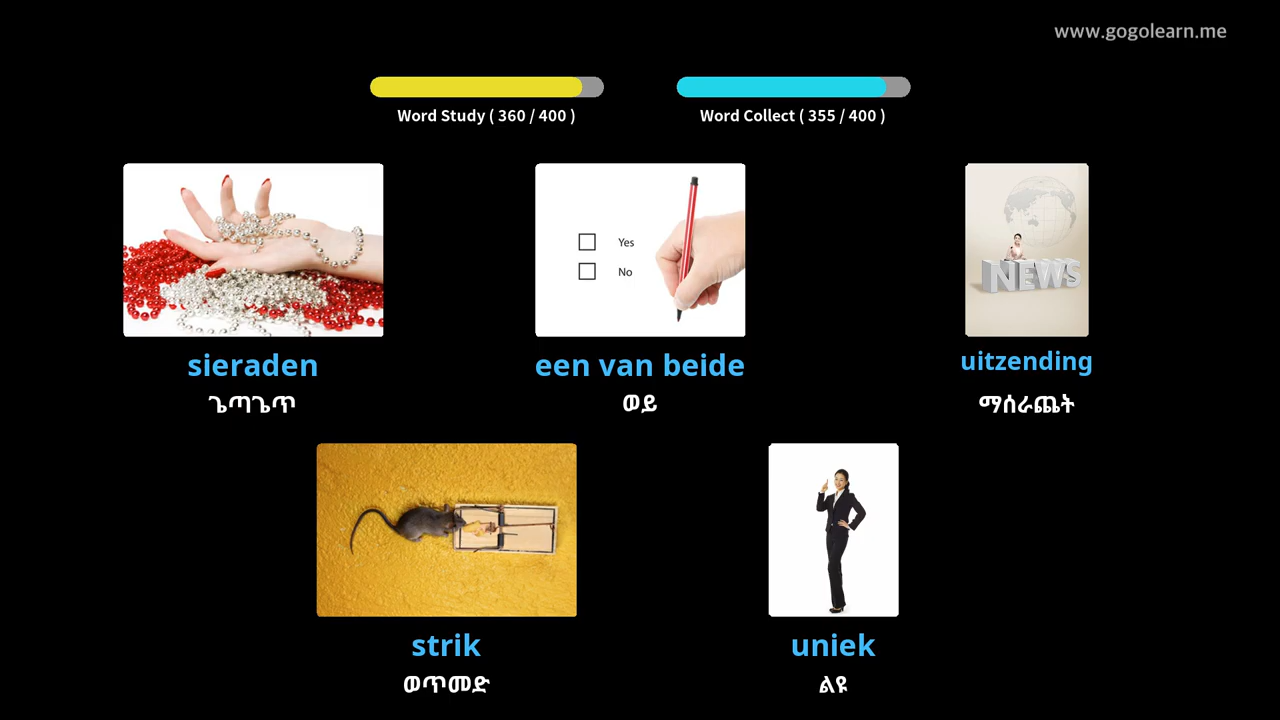 www.gogolearn.me
Word Study ( 360 / 400 )
Word Collect ( 355 / 400 )
Yes
No
NEWS
sieraden
een van beide
uitzending
ጌጣጌጥ
ወይ
ማሰራጨት
strik
uniek
ወጥመድ
ልዩ